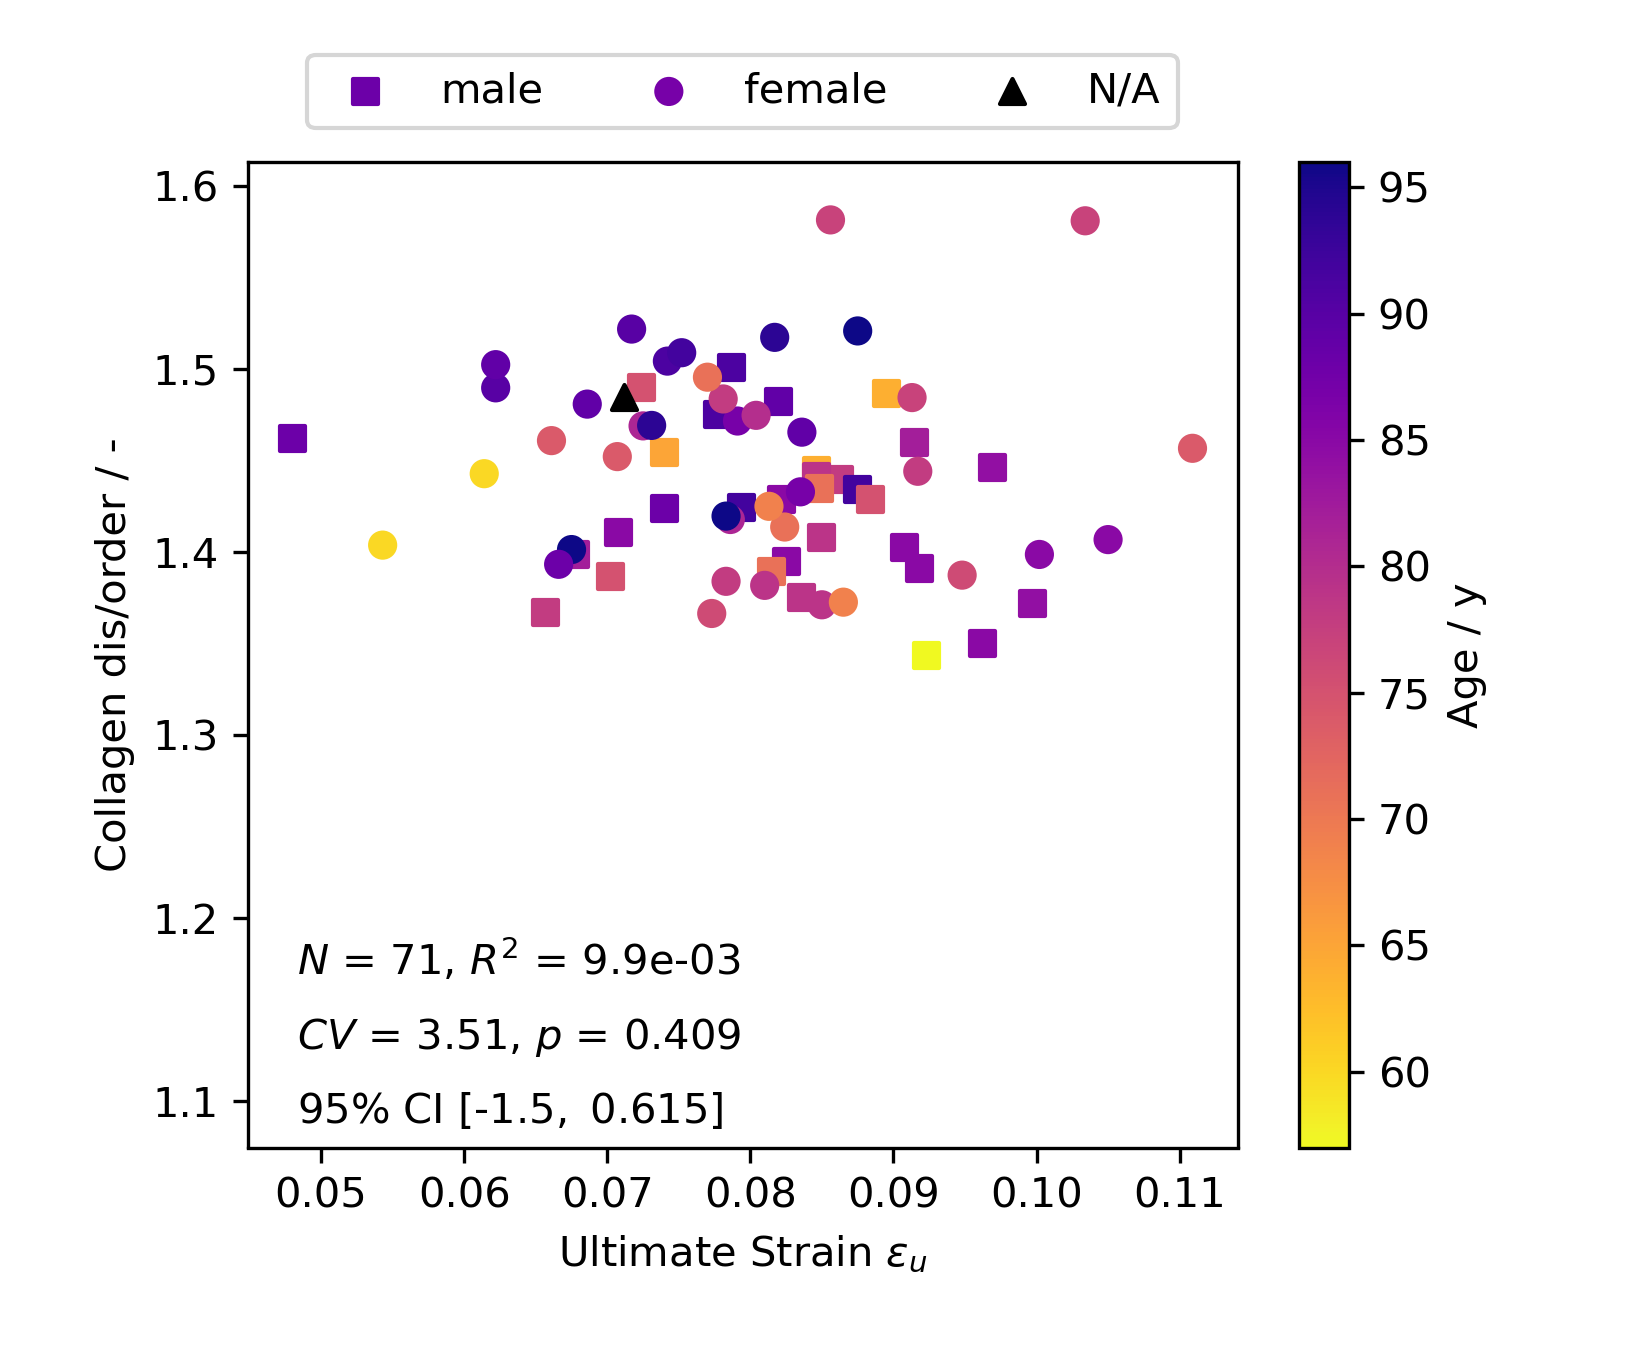 male female N/A
1.6
1.5
1.4
1.3
1.2
1.1
Collagen dis/order / -
N = 71, R² = 9.9e-03
CV = 3.51, p = 0.409
95% CI [-1.5, 0.615]
0.05 0.06 0.07 0.08 0.09 0.10 0.11
Ultimate Strain εᵤ
95
90
85
80
75
70
65
60
Age / y